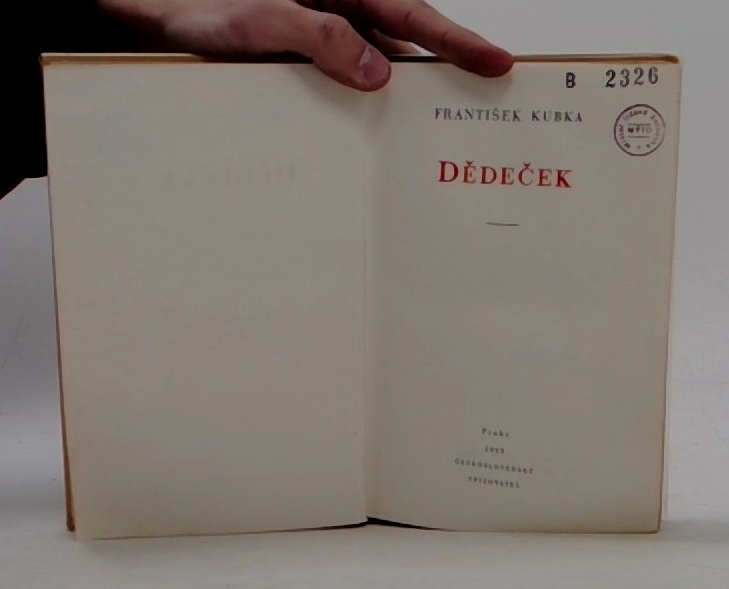 B 2326
FRANTIŠEK KUBKA
DĚDEČEK
Praha
ČESKOSLOVENSKÝ
SPISOVATEL